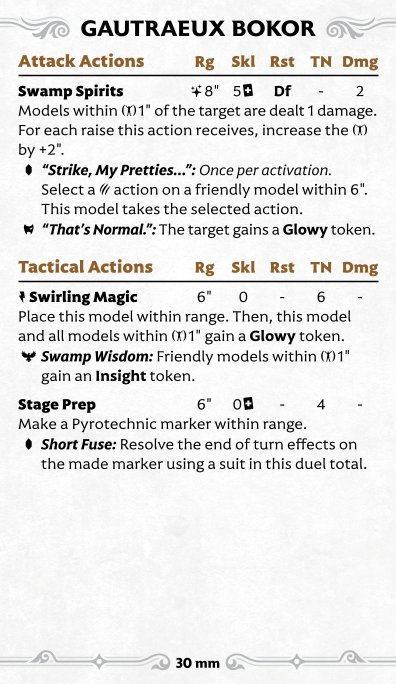 GAUTRAEUX BOKOR
Attack Actions Rg Skl Rst TN Dmg
Swamp Spirits 8" 5 Df - 2
Models within 1" of the target are dealt 1 damage.
For each raise this action receives, increase the
by +2".
"Strike, My Pretties...": Once per activation.
Select a action on a friendly model within 6".
This model takes the selected action.
"That's Normal.": The target gains a Glowy token.
Tactical Actions Rg Skl Rst TN Dmg
Swirling Magic 6" 0 - 6 -
Place this model within range. Then, this model
and all models within 1" gain a Glowy token.
Swamp Wisdom: Friendly models within 1"
gain an Insight token.
Stage Prep 6" 0 - 4 -
Make a Pyrotechnic marker within range.
Short Fuse: Resolve the end of turn effects on
the made marker using a suit in this duel total.
30 mm